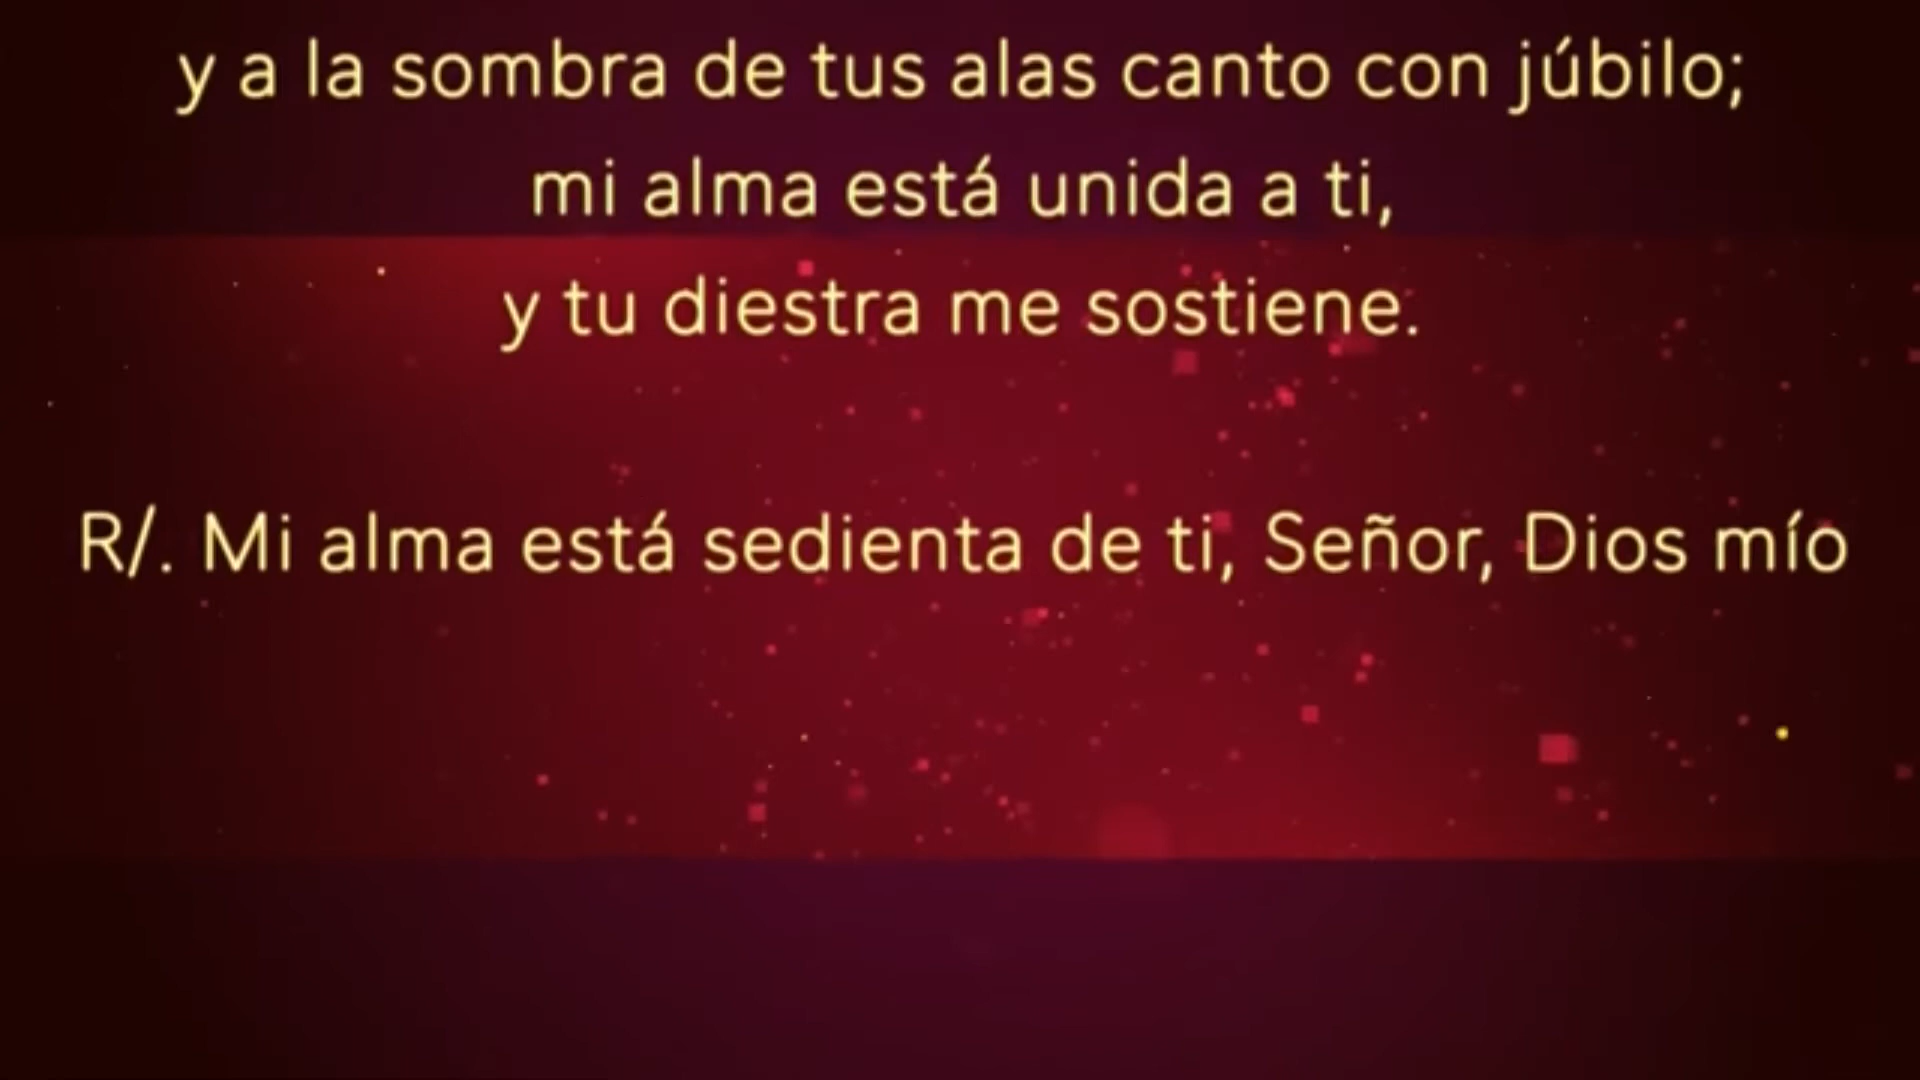 y a la sombra de tus alas canto con júbilo;
mi alma está unida a ti,
y tu diestra me sostiene.
R/. Mi alma está sedienta de ti, Señor, Dios mío